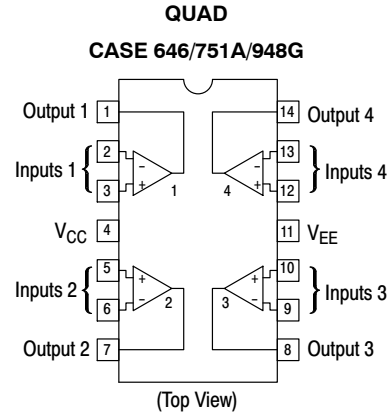 QUAD
CASE 646/751A/948G
Output 1 1 14 Output 4
2 − − 13
Inputs 1 { } Inputs 4
3 + 1 4 + 12
VCC 4 11 VEE
5 + + 10
Inputs 2 { 2 3 } Inputs 3
6 − − 9
Output 2 7 8 Output 3
(Top View)